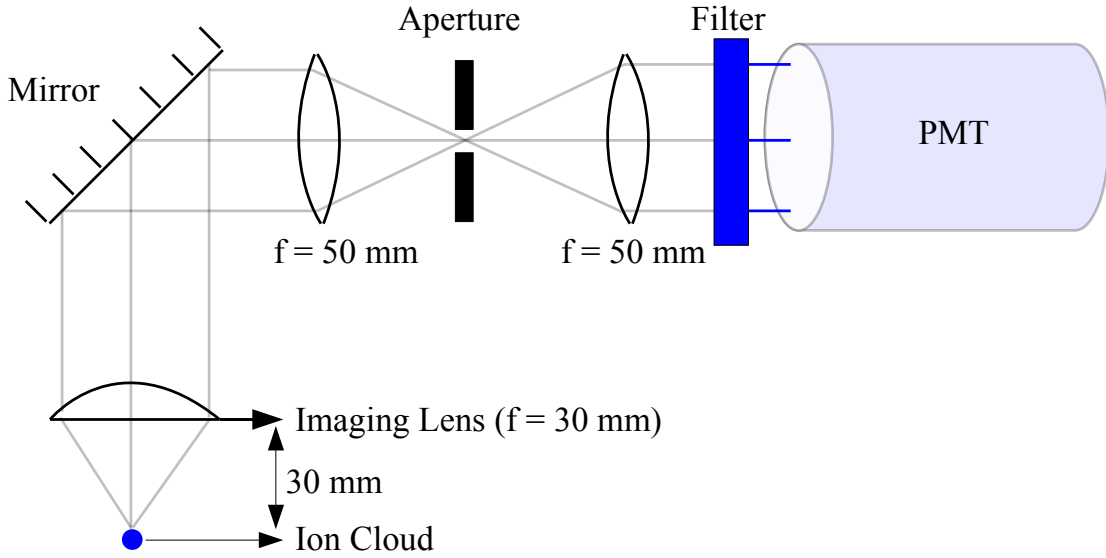 Aperture
Filter
Mirror
PMT
f = 50 mm
f = 50 mm
Imaging Lens (f = 30 mm)
30 mm
Ion Cloud